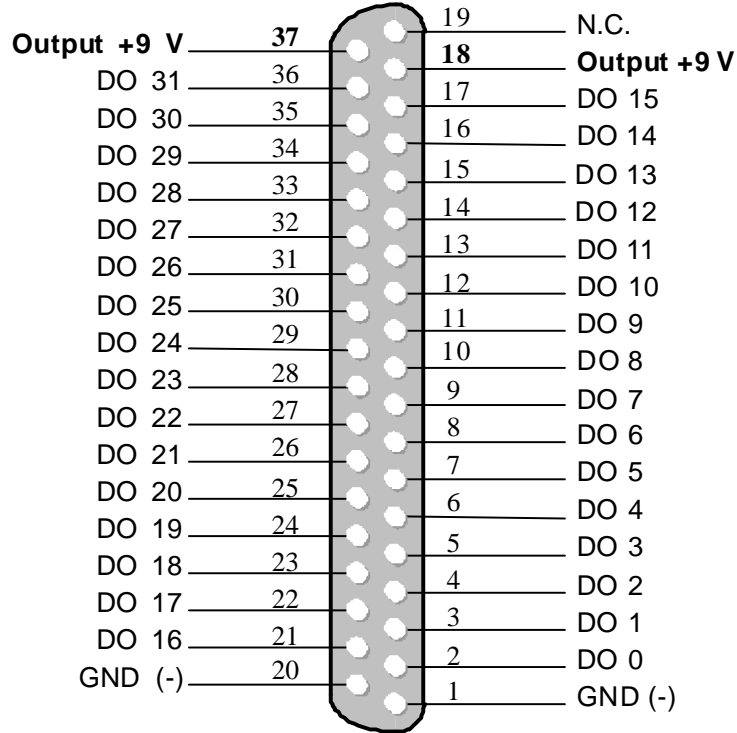 19 N.C.
Output +9 V 37
18 Output +9 V
DO 31 36
17 DO 15
DO 30 35
16 DO 14
DO 29 34
15 DO 13
DO 28 33
14 DO 12
DO 27 32
13 DO 11
DO 26 31
12 DO 10
DO 25 30
11 DO 9
DO 24 29
10 DO 8
DO 23 28
9 DO 7
DO 22 27
8 DO 6
DO 21 26
7 DO 5
DO 20 25
6 DO 4
DO 19 24
5 DO 3
DO 18 23
4 DO 2
DO 17 22
3 DO 1
DO 16 21
2 DO 0
GND (-) 20
1 GND (-)